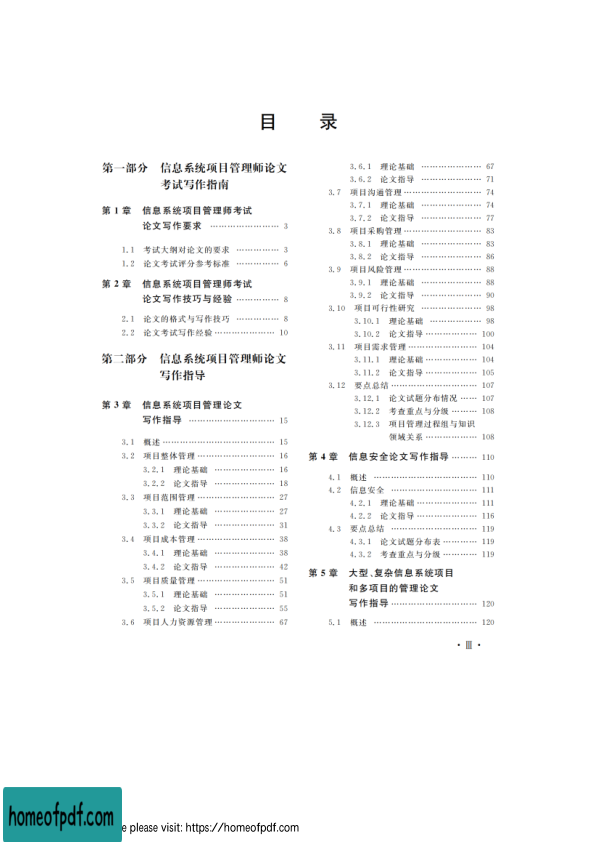 目 录
第一部分 信息系统项目管理师论文
考试写作指南
第 1 章 信息系统项目管理师考试
论文写作要求 …………………… 3
1.1 考试大纲对论文的要求 …………… 3
1.2 论文考试评分参考标准 …………… 6
第 2 章 信息系统项目管理师考试
论文写作技巧与经验 …………… 8
2.1 论文的格式与写作技巧 …………… 8
2.2 论文考试写作经验 ………………… 10
第二部分 信息系统项目管理师论文
写作指导
第 3 章 信息系统项目管理论文
写作指导 ………………………… 15
3.1 概述 ………………………………… 15
3.2 项目整体管理 ……………………… 16
3.2.1 理论基础 ………………… 16
3.2.2 论文指导 ………………… 18
3.3 项目范围管理 ……………………… 27
3.3.1 理论基础 ………………… 27
3.3.2 论文指导 ………………… 31
3.4 项目成本管理 ……………………… 38
3.4.1 理论基础 ………………… 38
3.4.2 论文指导 ………………… 42
3.5 项目质量管理 ……………………… 51
3.5.1 理论基础 ………………… 51
3.5.2 论文指导 ………………… 55
3.6 项目人力资源管理 ………………… 67
3.6.1 理论基础 ………………… 67
3.6.2 论文指导 ………………… 71
3.7 项目沟通管理 ……………………… 74
3.7.1 理论基础 ………………… 74
3.7.2 论文指导 ………………… 77
3.8 项目采购管理 ……………………… 83
3.8.1 理论基础 ………………… 83
3.8.2 论文指导 ………………… 86
3.9 项目风险管理 ……………………… 88
3.9.1 理论基础 ………………… 88
3.9.2 论文指导 ………………… 90
3.10 项目可行性研究 ………………… 98
3.10.1 理论基础 ……………… 98
3.10.2 论文指导 ……………… 100
3.11 项目需求管理 …………………… 104
3.11.1 理论基础 ……………… 104
3.11.2 论文指导 ……………… 105
3.12 要点总结 ………………………… 107
3.12.1 论文试题分布情况 …… 107
3.12.2 考查重点与分级 ……… 108
3.12.3 项目管理过程组与知识
领域关系 ……………… 108
第 4 章 信息安全论文写作指导 ……… 110
4.1 概述 ……………………………… 110
4.2 信息安全 ………………………… 111
4.2.1 理论基础 ………………… 111
4.2.2 论文指导 ………………… 116
4.3 要点总结 ………………………… 119
4.3.1 论文试题分布表 ………… 119
4.3.2 考查重点与分级 ………… 119
第 5 章 大型、复杂信息系统项目
和多项目的管理论文
写作指导 ………………………… 120
5.1 概述 ……………………………… 120
· Ⅲ ·
homeofpdf.com
e please visit: https://homeofpdf.com